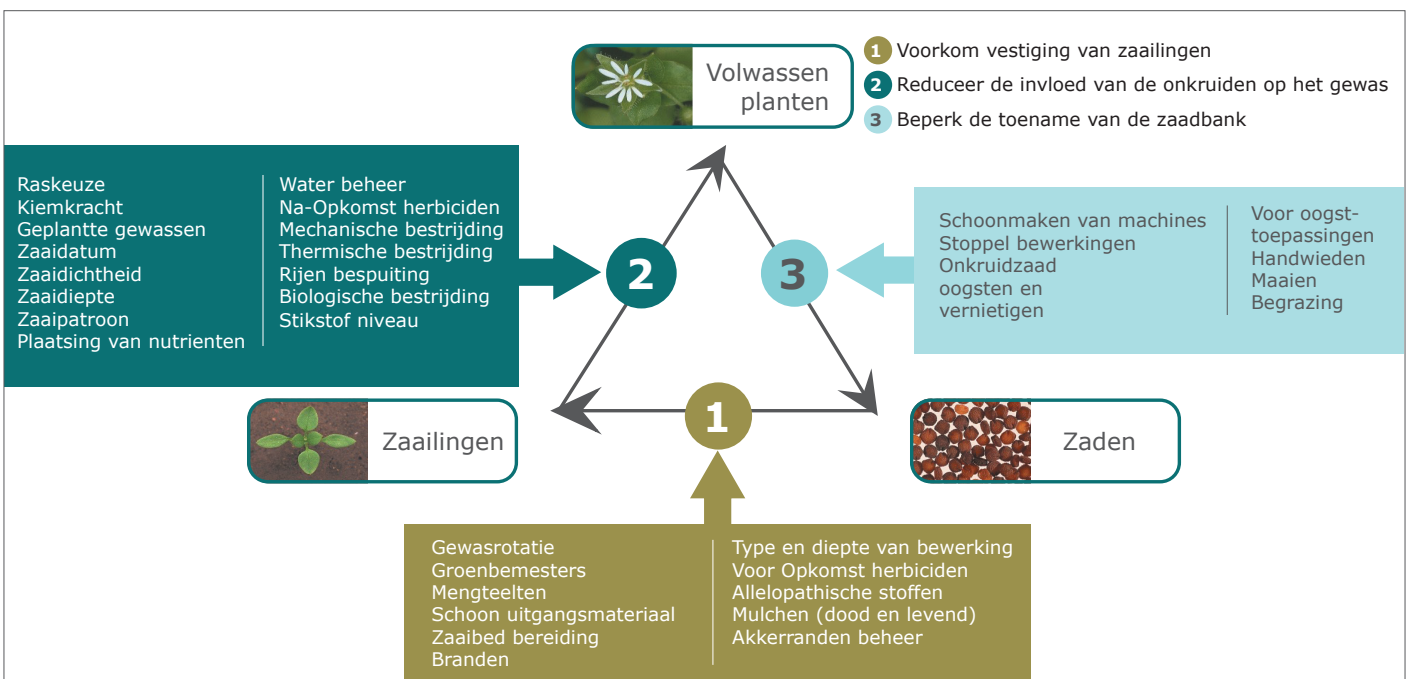 Volwassen
planten
1 Voorkom vestiging van zaailingen
2 Reduceer de invloed van de onkruiden op het gewas
3 Beperk de toename van de zaadbank
Raskeuze
Kiemkracht
Geplantte gewassen
Zaaidatum
Zaaidichtheid
Zaaidiepte
Zaaipatroon
Plaatsing van nutrienten
Water beheer
Na-Opkomst herbiciden
Mechanische bestrijding
Thermische bestrijding
Rijen bespuiting
Biologische bestrijding
Stikstof niveau
2
3
Schoonmaken van machines
Stoppel bewerkingen
Onkruidzaad
oogsten en
vernietigen
Voor oogst-
toepassingen
Handwieden
Maaien
Begrazing
Zaailingen
1
Zaden
Gewasrotatie
Groenbemesters
Mengteelten
Schoon uitgangsmateriaal
Zaaibed bereiding
Branden
Type en diepte van bewerking
Voor Opkomst herbiciden
Allelopathische stoffen
Mulchen (dood en levend)
Akkerranden beheer